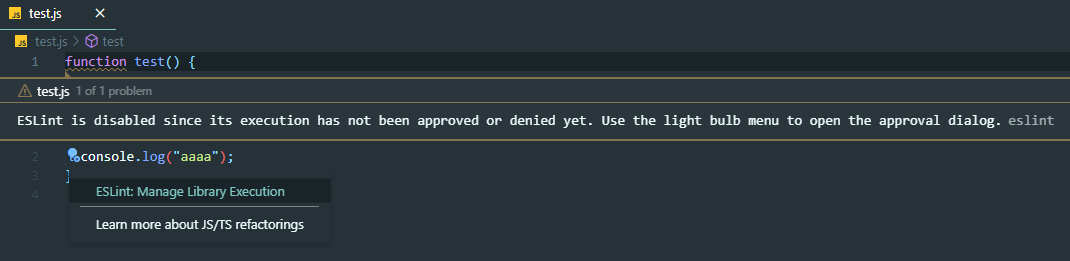 JS test.js ×
JS test.js > test
1 function test() {
test.js 1 of 1 problem
ESLint is disabled since its execution has not been approved or denied yet. Use the light bulb menu to open the approval dialog. eslint
2 console.log("aaaa");
3 }
ESLint: Manage Library Execution
4
Learn more about JS/TS refactorings